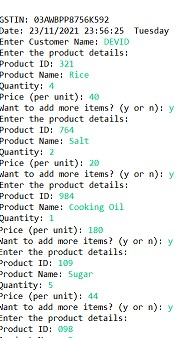 GSTIN: 03AWBPP8756K592
Date: 23/11/2021 23:56:25 Tuesday
Enter Customer Name: DEVID
Enter the product details:
Product ID: 321
Product Name: Rice
Quantity: 4
Price (per unit): 40
Want to add more items? (y or n): y
Enter the product details:
Product ID: 764
Product Name: Salt
Quantity: 2
Price (per unit): 20
Want to add more items? (y or n): y
Enter the product details:
Product ID: 984
Product Name: Cooking Oil
Quantity: 1
Price (per unit): 180
Want to add more items? (y or n): y
Enter the product details:
Product ID: 109
Product Name: Sugar
Quantity: 5
Price (per unit): 44
Want to add more items? (y or n): y
Enter the product details:
Product ID: 098